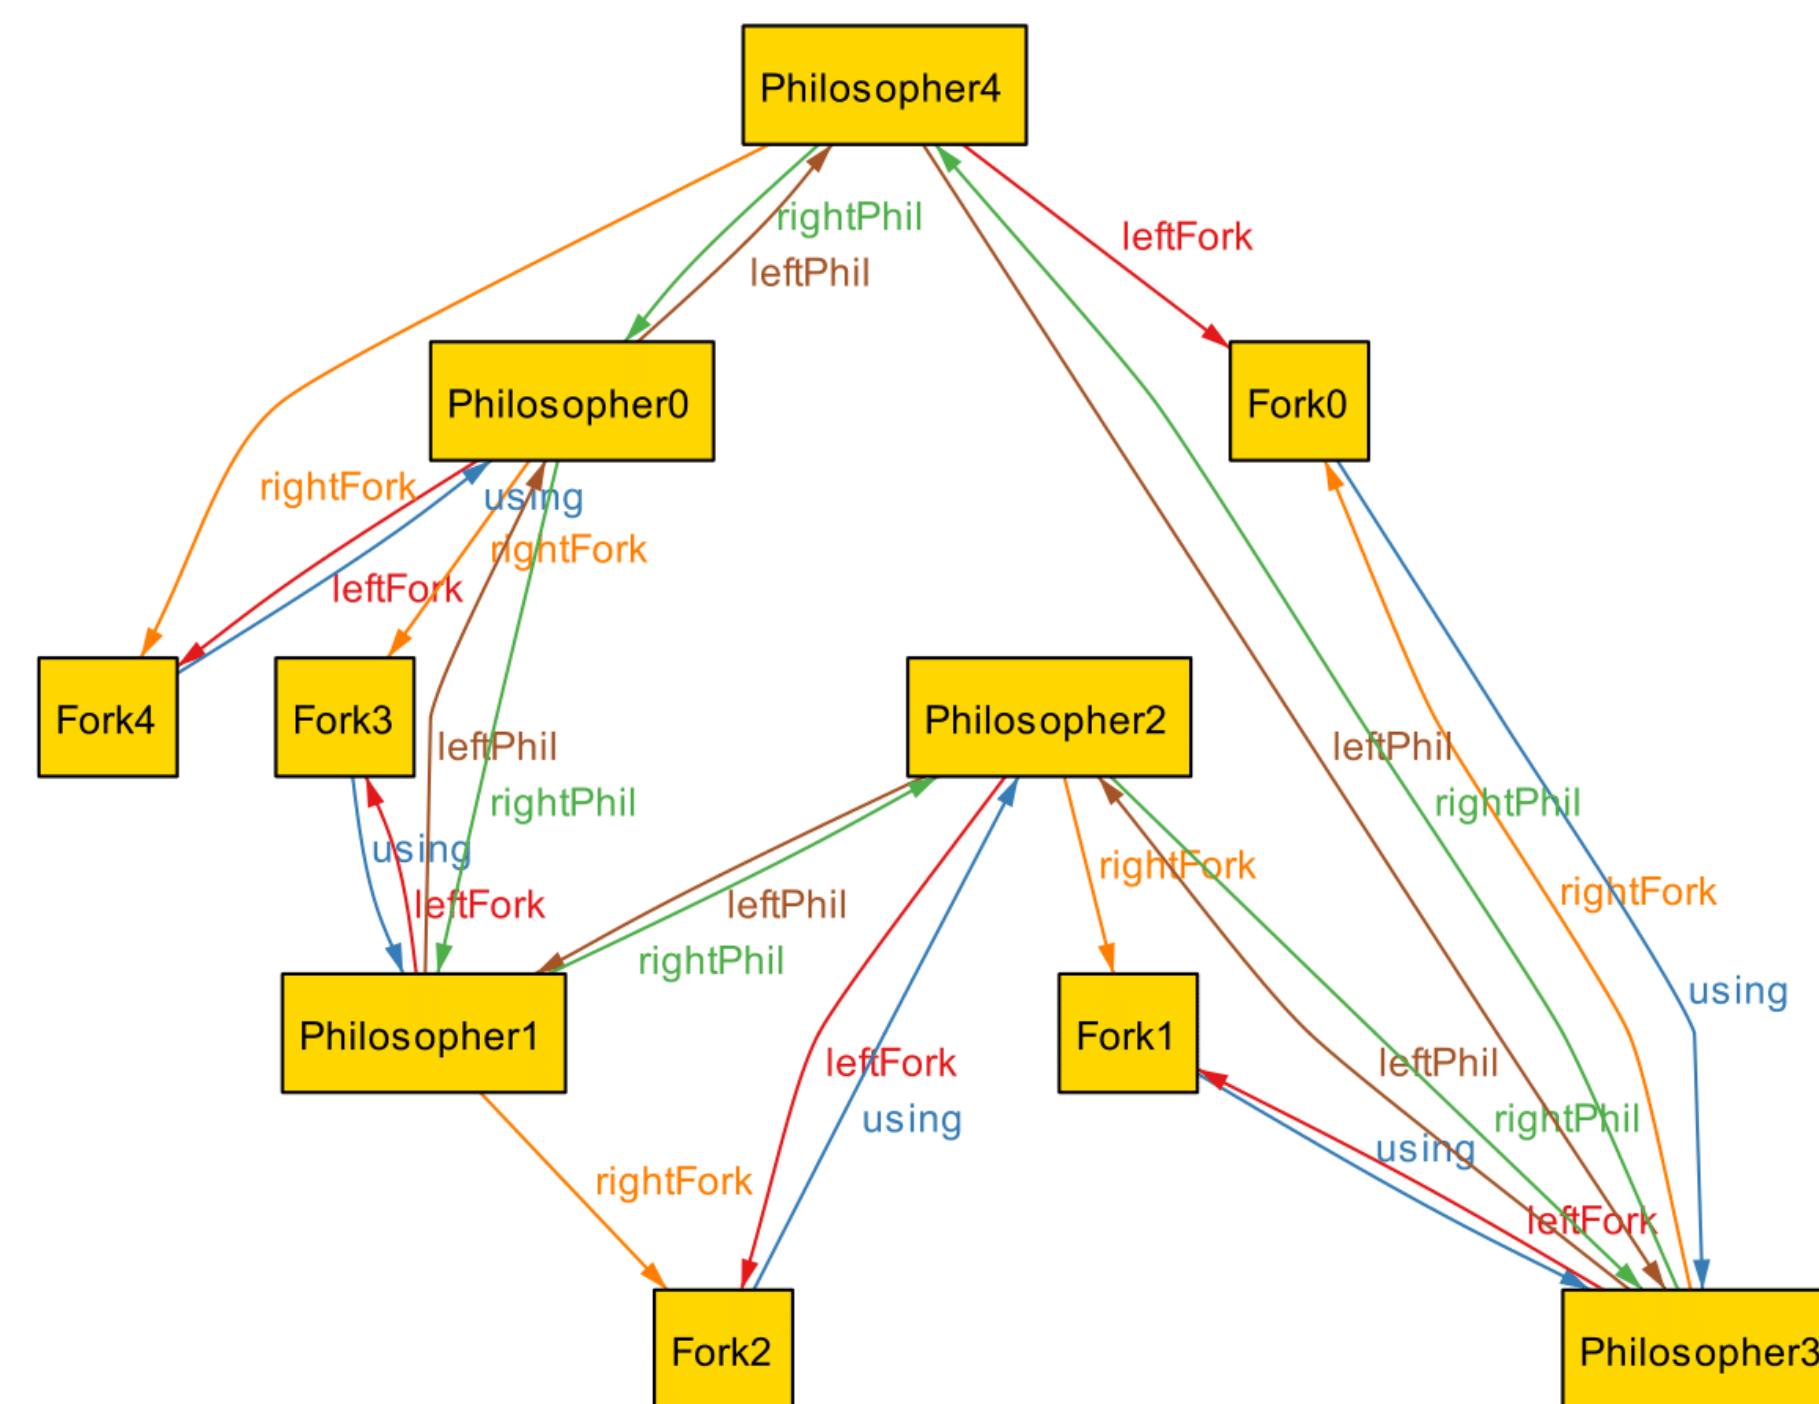 Philosopher4
rightPhil
leftFork
leftPhil
Philosopher0
Fork0
rightFork
using
rightFork
leftFork
Fork4
Fork3
Philosopher2
leftPhil
leftPhil
rightPhil
rightPhil
using
rightFork
rightFork
leftFork
leftPhil
rightPhil
using
Philosopher1
Fork1
leftFork
leftPhil
using
rightPhil
using
rightFork
leftFork
Fork2
Philosopher3